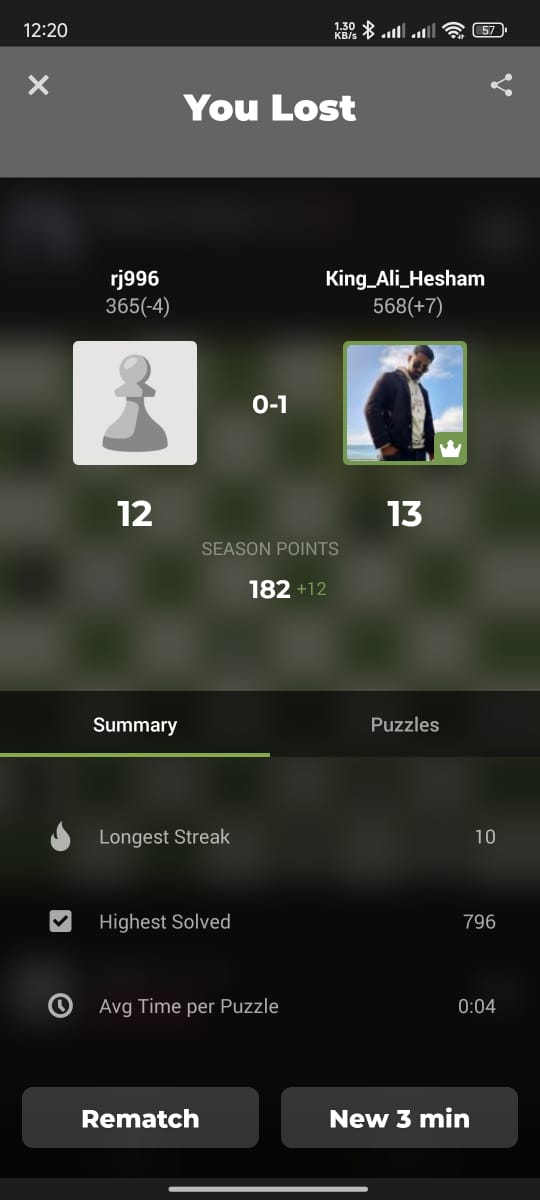 12:20
1.30
KB/s
57
You Lost
rj996
King_Ali_Hesham
365(-4)
568(+7)
0-1
12
13
SEASON POINTS
182 +12
Summary
Puzzles
Longest Streak
10
Highest Solved
796
Avg Time per Puzzle
0:04
Rematch
New 3 min